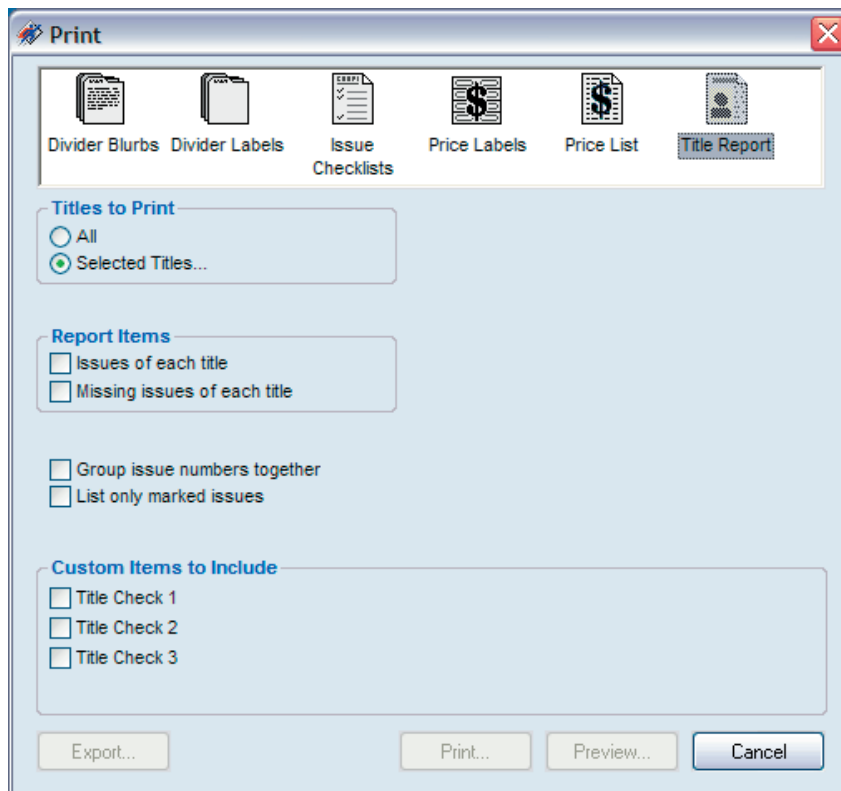 Print
Divider Blurbs Divider Labels Issue Checklists Price Labels Price List Title Report
Titles to Print
All
Selected Titles...
Report Items
Issues of each title
Missing issues of each title
Group issue numbers together
List only marked issues
Custom Items to Include
Title Check 1
Title Check 2
Title Check 3
Export... Print... Preview... Cancel